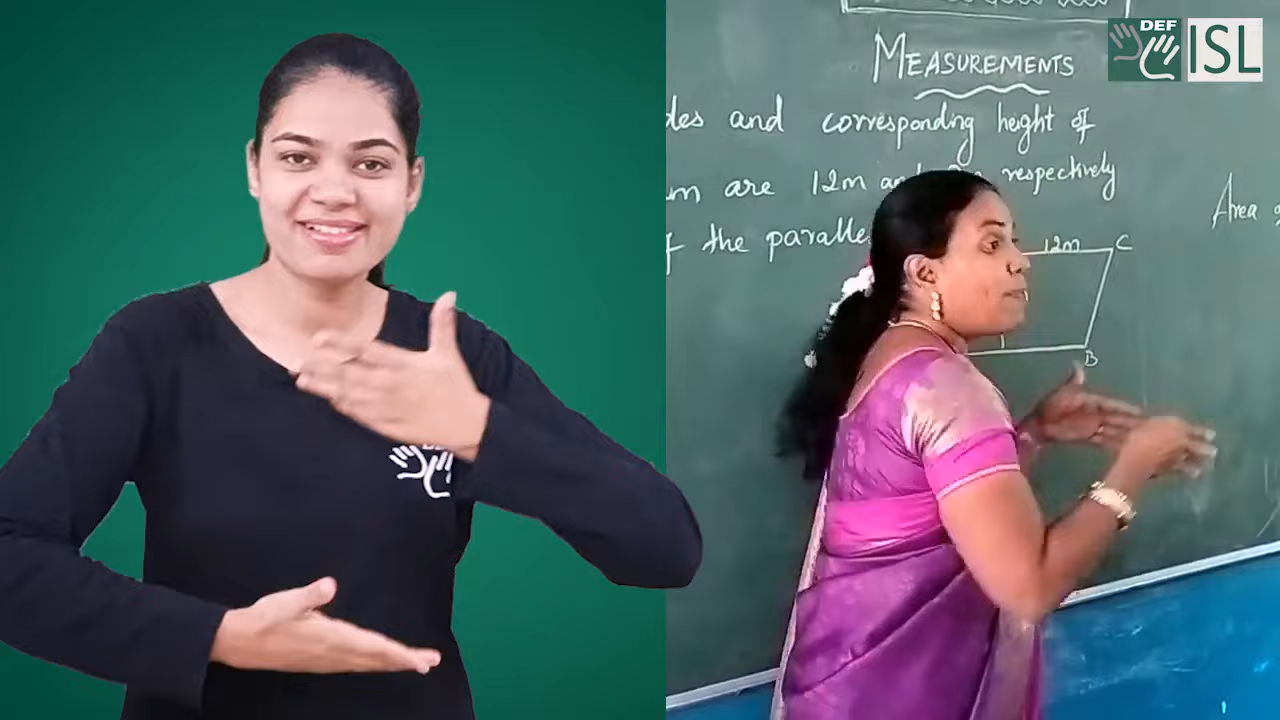 DEF
ISL
MEASUREMENTS
des and corresponding height of
m are 12m and respectively
the paralle
12m C
B
Area